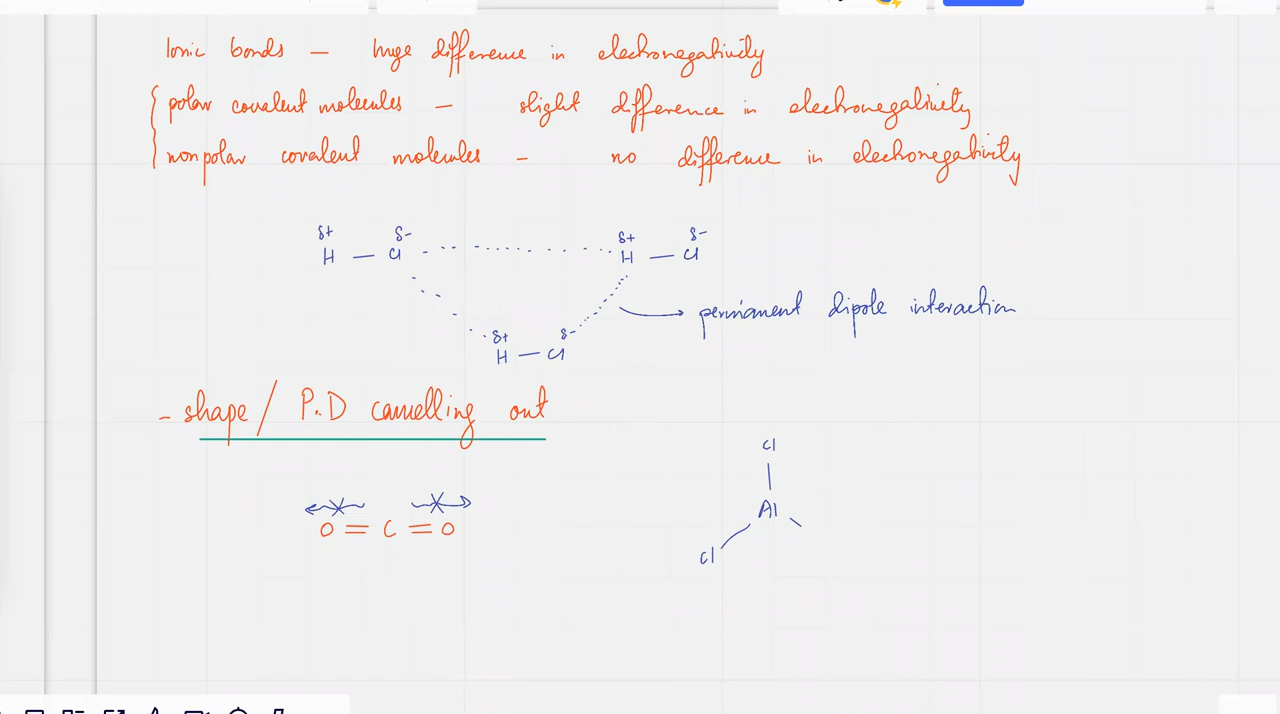 Ionic bonds — huge difference in electronegativity
polar covalent molecules — slight difference in electronegativity
nonpolar covalent molecules - no difference in electronegativity
δ+ δ- δ+ δ-
H — Cl H — Cl
permanent dipole interaction
δ+ δ-
H — Cl
- shape / P.D cancelling out
Cl
Al
O = C = O
Cl